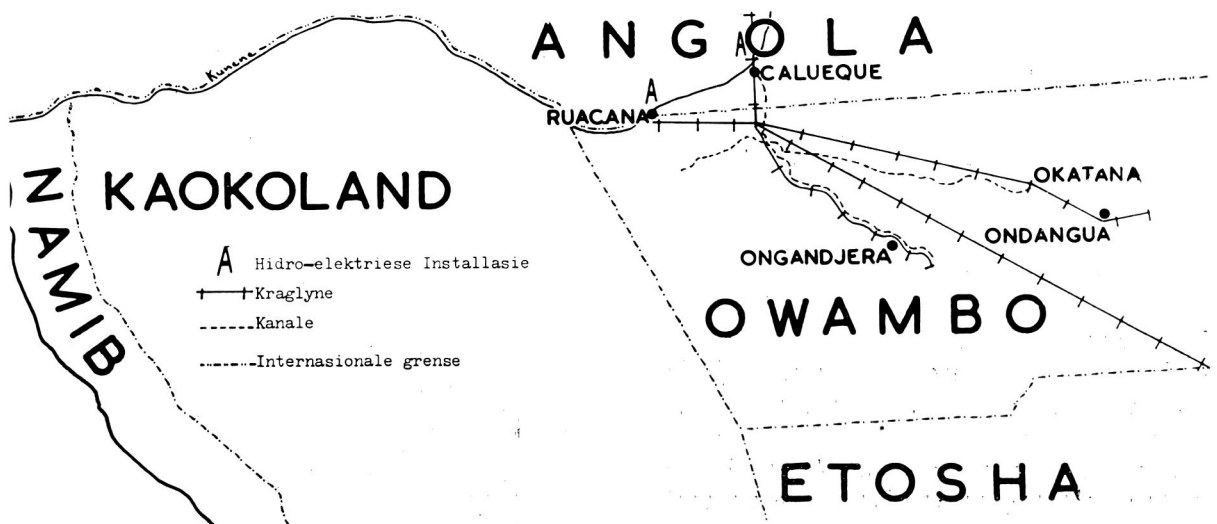 ANGOLA
Kunene
A
CALUEQUE
A
RUACANA
NAMIB
KAOKOLAND
OKATANA
ONDANGUA
ONGANDJERA
A Hidro-elektriese Installasie
Kraglyne
Kanale
Internasionale grense
OWAMBO
ETOSHA